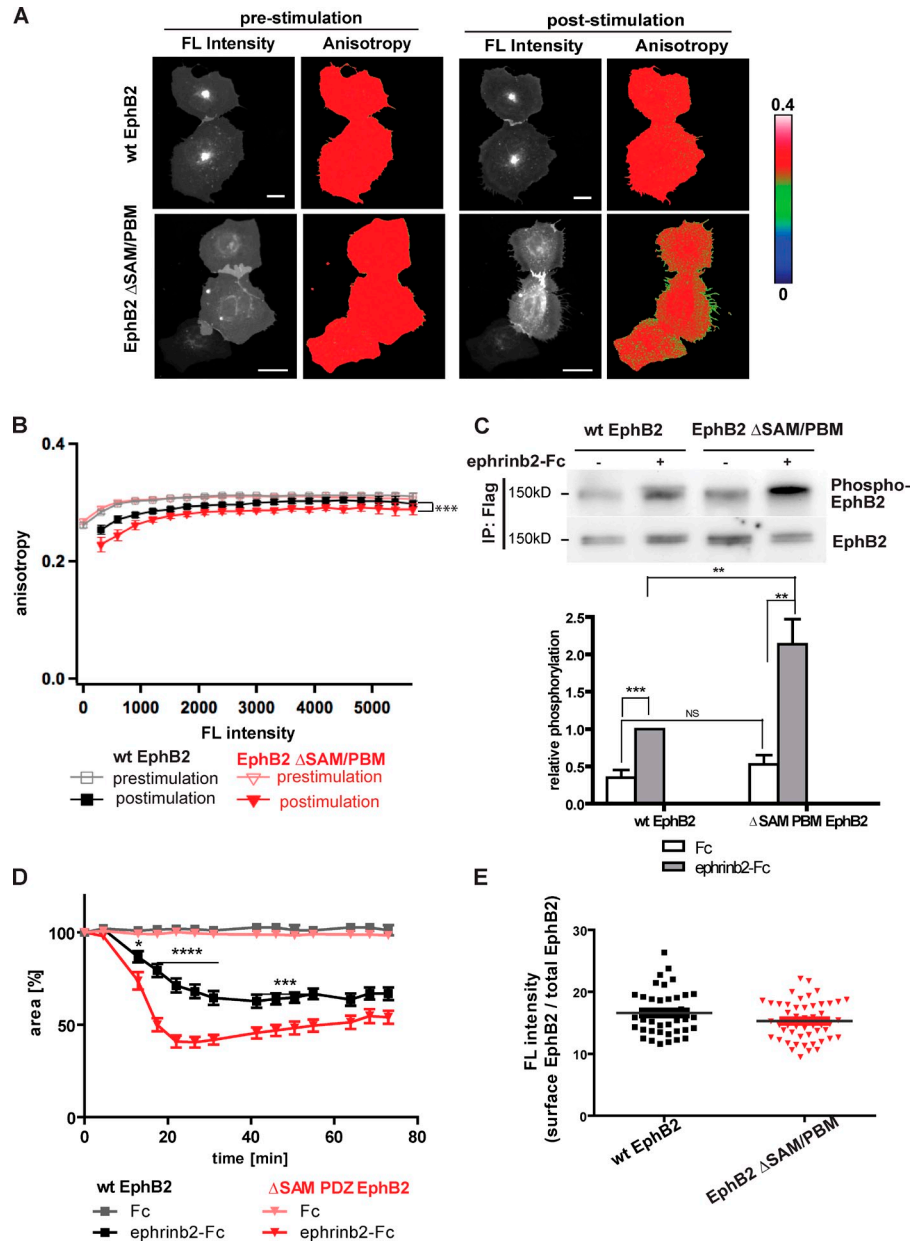 A
pre-stimulation
post-stimulation
FL Intensity
Anisotropy
FL Intensity
Anisotropy
wt EphB2
EphB2 ΔSAM/PBM
0.4
0
B
0.4
0.2
0.0
anisotropy
0
1000
2000
3000
4000
5000
FL intensity
***
wt EphB2
EphB2 ΔSAM/PBM
prestimulation
prestimulation
postimulation
postimulation
C
wt EphB2
EphB2 ΔSAM/PBM
ephrinb2-Fc
-
+
-
+
IP: Flag
150kD
Phospho-
EphB2
150kD
EphB2
**
**
***
NS
relative phosphorylation
2.5
2.0
1.5
1.0
0.5
0.0
wt EphB2
ΔSAM PBM EphB2
Fc
ephrinb2-Fc
D
area [%]
100
50
0
*
****
***
0
20
40
60
80
time [min]
wt EphB2
ΔSAM PDZ EphB2
Fc
Fc
ephrinb2-Fc
ephrinb2-Fc
E
FL intensity
(surface EphB2 / total EphB2)
30
20
10
0
wt EphB2
EphB2 ΔSAM/PBM